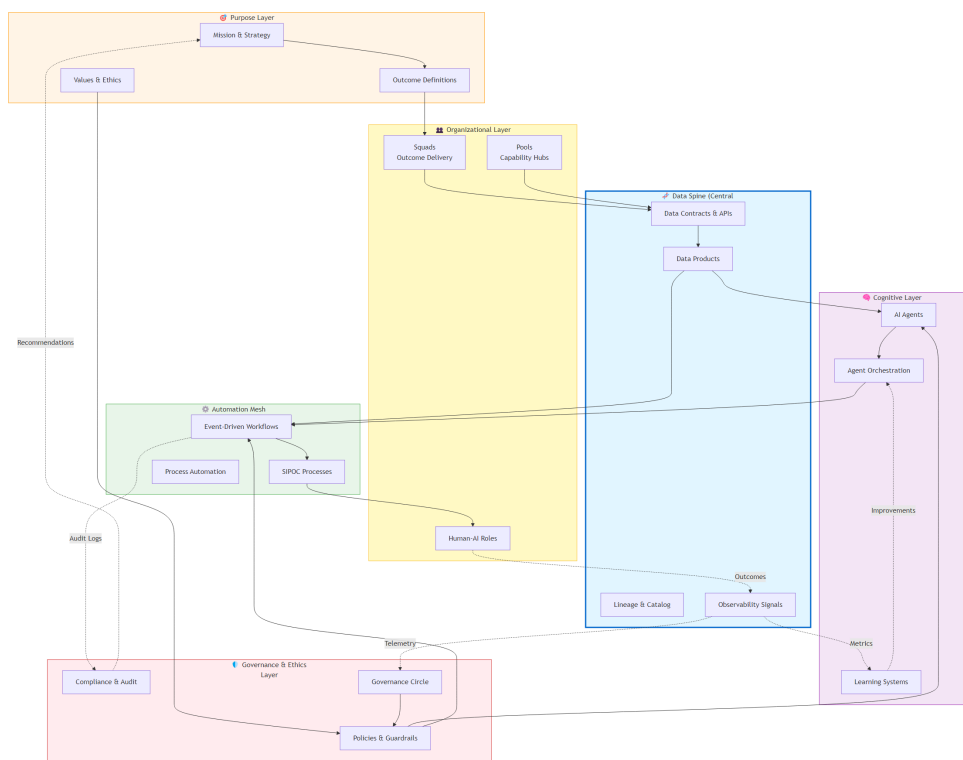 🎯 Purpose Layer
Mission & Strategy
Values & Ethics
Outcome Definitions
👥 Organizational Layer
Squads
Outcome Delivery
Pools
Capability Hubs
🧬 Data Spine (Central
Data Contracts & APIs
Data Products
🧠 Cognitive Layer
AI Agents
Recommendations
Agent Orchestration
⚙️ Automation Mesh
Event-Driven Workflows
Process Automation
SIPOC Processes
Improvements
Audit Logs
Human-AI Roles
Outcomes
Lineage & Catalog
Observability Signals
Telemetry
Metrics
🛡️ Governance & Ethics
Layer
Compliance & Audit
Governance Circle
Learning Systems
Policies & Guardrails